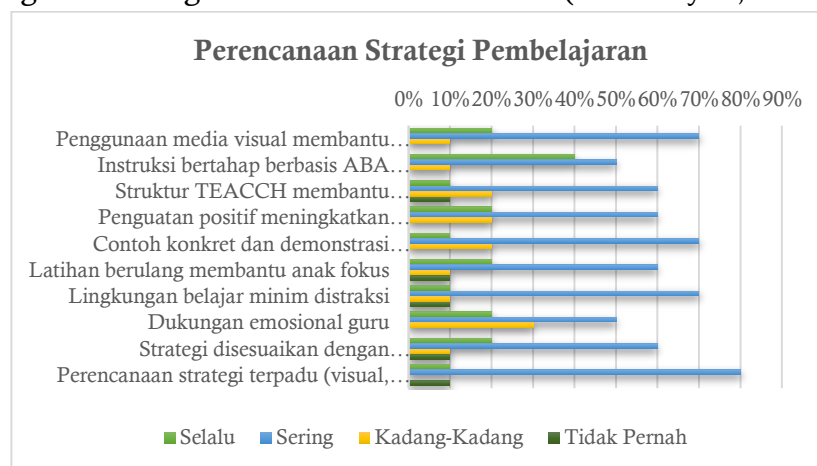 Perencanaan Strategi Pembelajaran
0% 10% 20% 30% 40% 50% 60% 70% 80% 90%
Penggunaan media visual membantu…
Instruksi bertahap berbasis ABA…
Struktur TEACCH membantu…
Penguatan positif meningkatkan…
Contoh konkret dan demonstrasi…
Latihan berulang membantu anak fokus
Lingkungan belajar minim distraksi
Dukungan emosional guru
Strategi disesuaikan dengan…
Perencanaan strategi terpadu (visual,…
Selalu Sering Kadang-Kadang Tidak Pernah